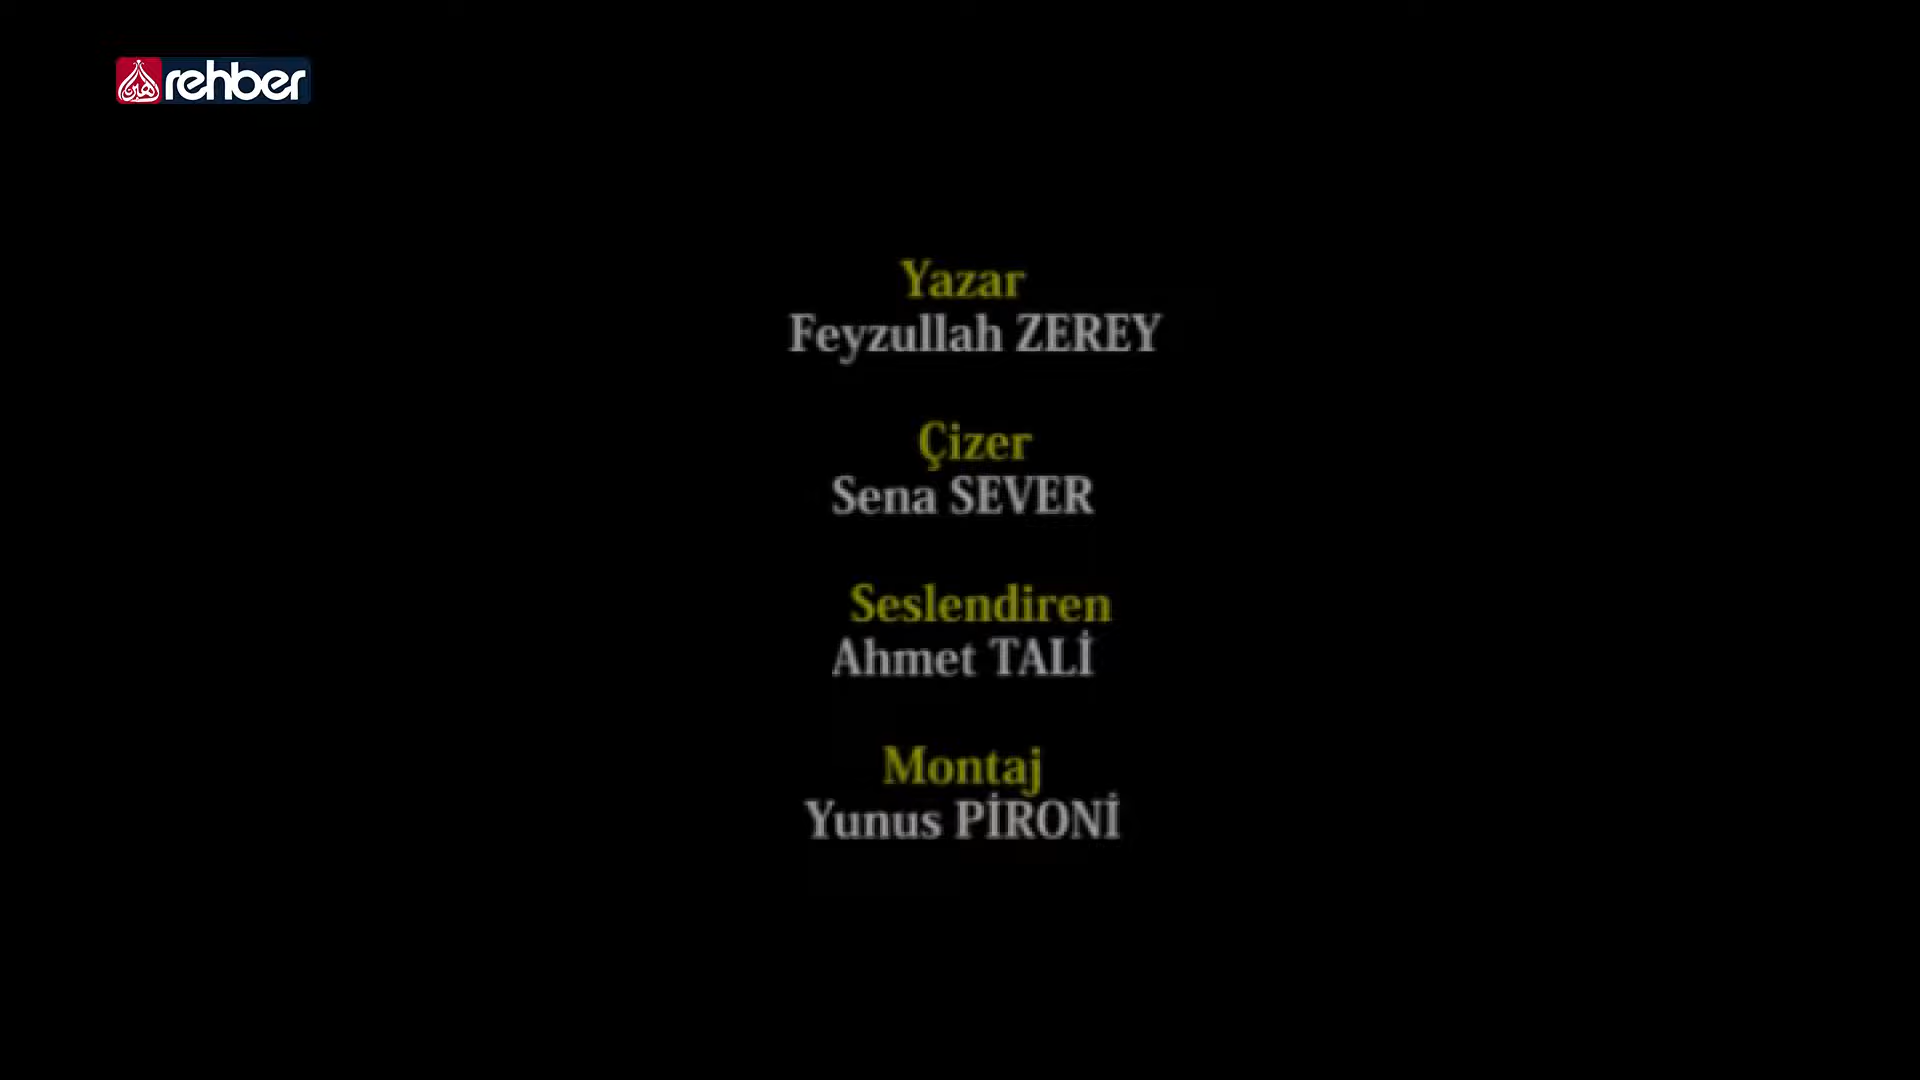 rehber
Yazar
Feyzullah ZEREY
Çizer
Sena SEVER
Seslendiren
Ahmet TALİ
Montaj
Yunus PİRONİ